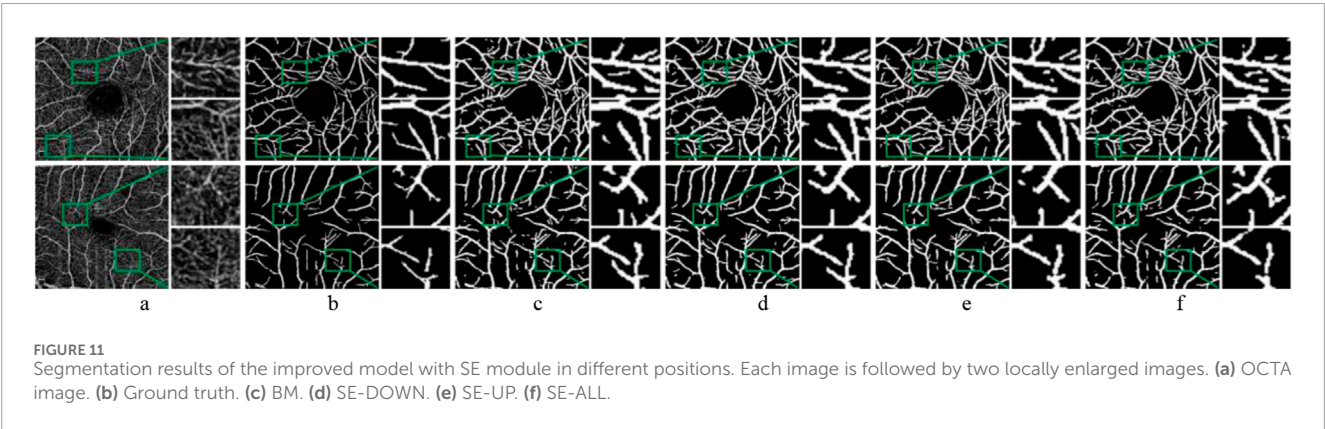 a b c d e f
FIGURE 11
Segmentation results of the improved model with SE module in different positions. Each image is followed by two locally enlarged images. (a) OCTA
image. (b) Ground truth. (c) BM. (d) SE-DOWN. (e) SE-UP. (f) SE-ALL.